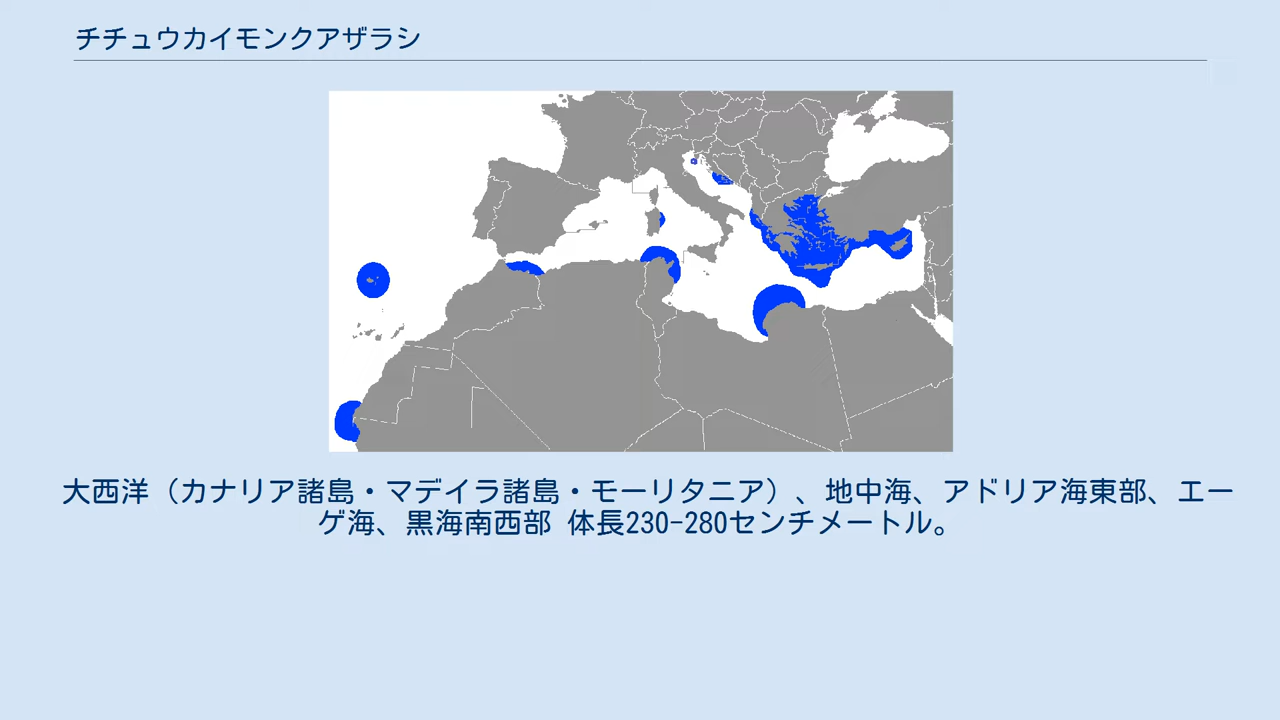 チチュウカイモンクアザラシ
大西洋（カナリア諸島・マデイラ諸島・モーリタニア）、地中海、アドリア海東部、エー
ゲ海、黒海南西部 体長230-280センチメートル。